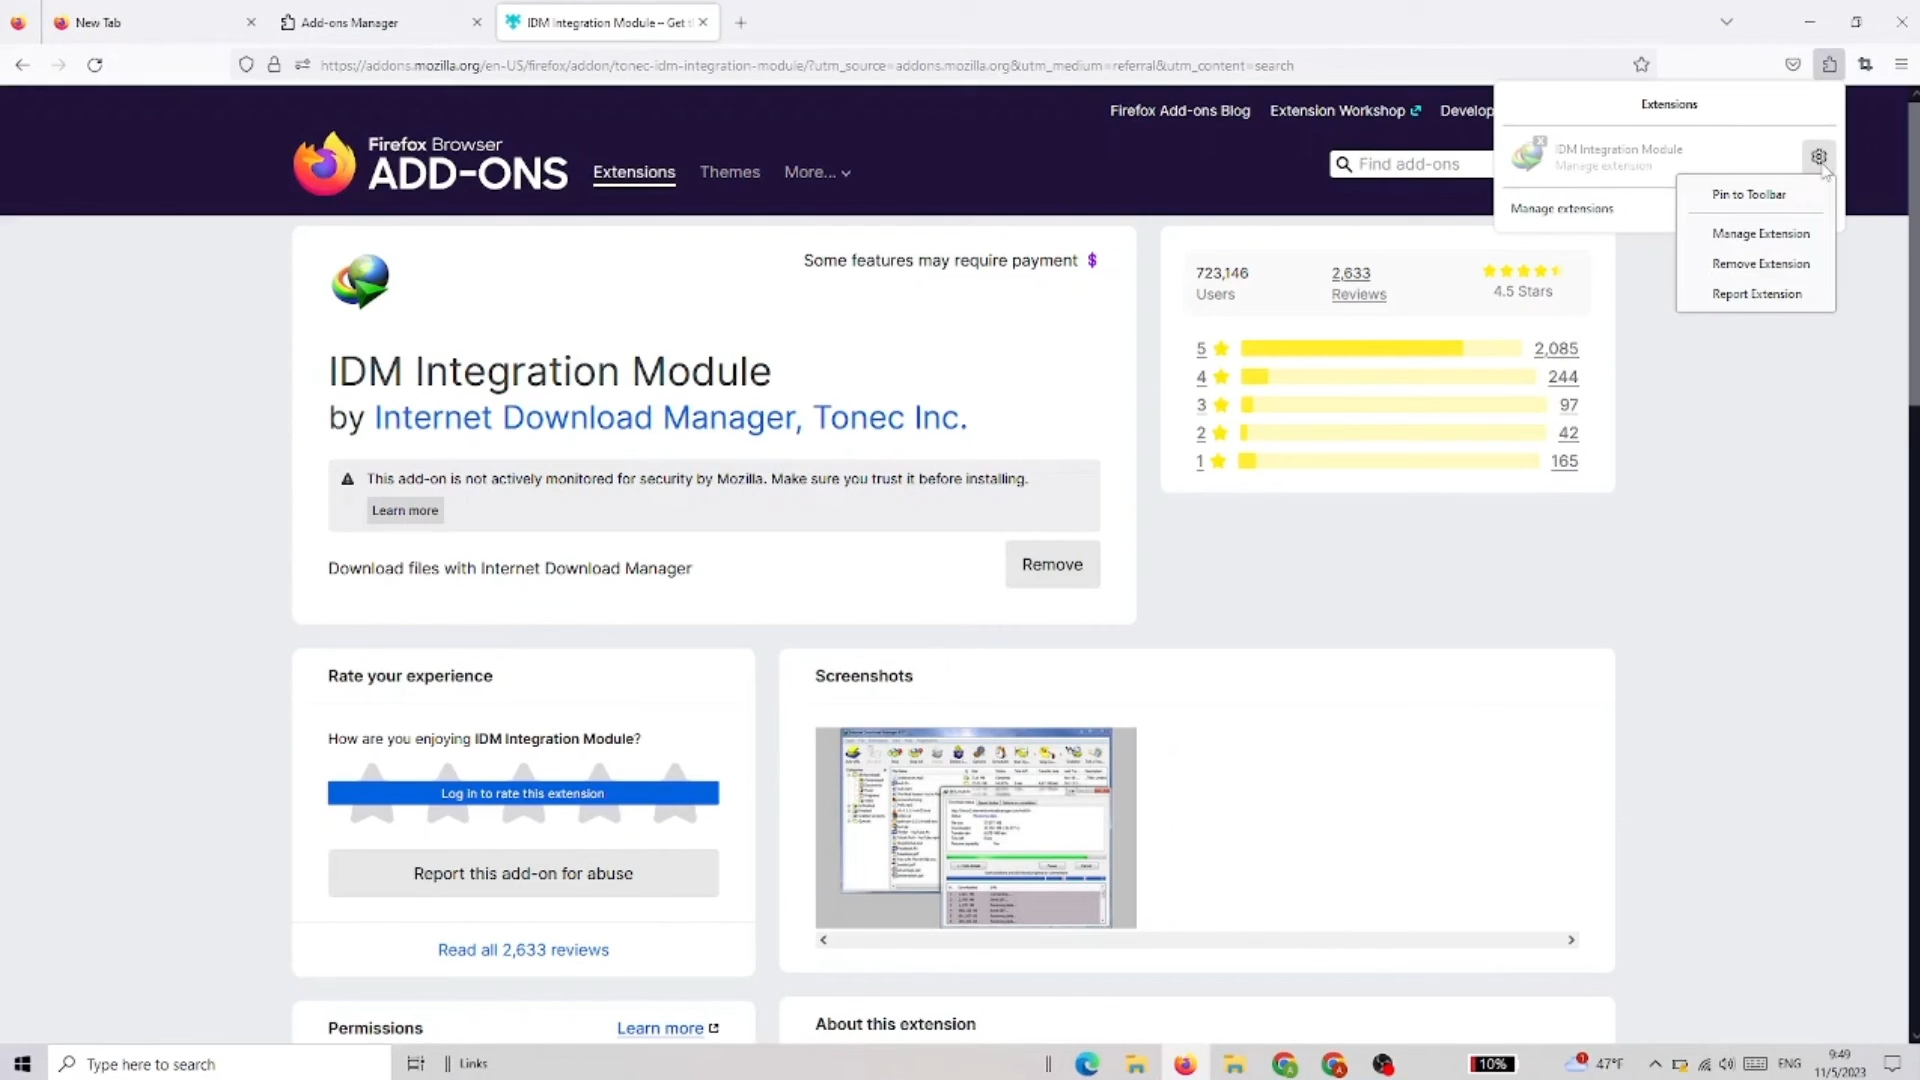 New Tab
Add-ons Manager
IDM Integration Module – Get t
https://addons.mozilla.org/en-US/firefox/addon/tonec-idm-integration-module/?utm_source=addons.mozilla.org&utm_medium=referral&utm_content=search
Extensions
IDM Integration Module
Manage extension
Pin to Toolbar
Manage extensions
Manage Extension
Remove Extension
Report Extension
Firefox Add-ons Blog
Extension Workshop
Develop
Firefox Browser
ADD-ONS
Extensions
Themes
More...
Find add-ons
Some features may require payment $
IDM Integration Module
by Internet Download Manager, Tonec Inc.
This add-on is not actively monitored for security by Mozilla. Make sure you trust it before installing.
Learn more
Download files with Internet Download Manager
Remove
723,146
Users
2,633
Reviews
4.5 Stars
5 2,085
4 244
3 97
2 42
1 165
Rate your experience
How are you enjoying IDM Integration Module?
Log in to rate this extension
Report this add-on for abuse
Read all 2,633 reviews
Screenshots
Permissions
Learn more
About this extension
Type here to search
Links
10%
47°F
ENG
9:49
11/5/2023